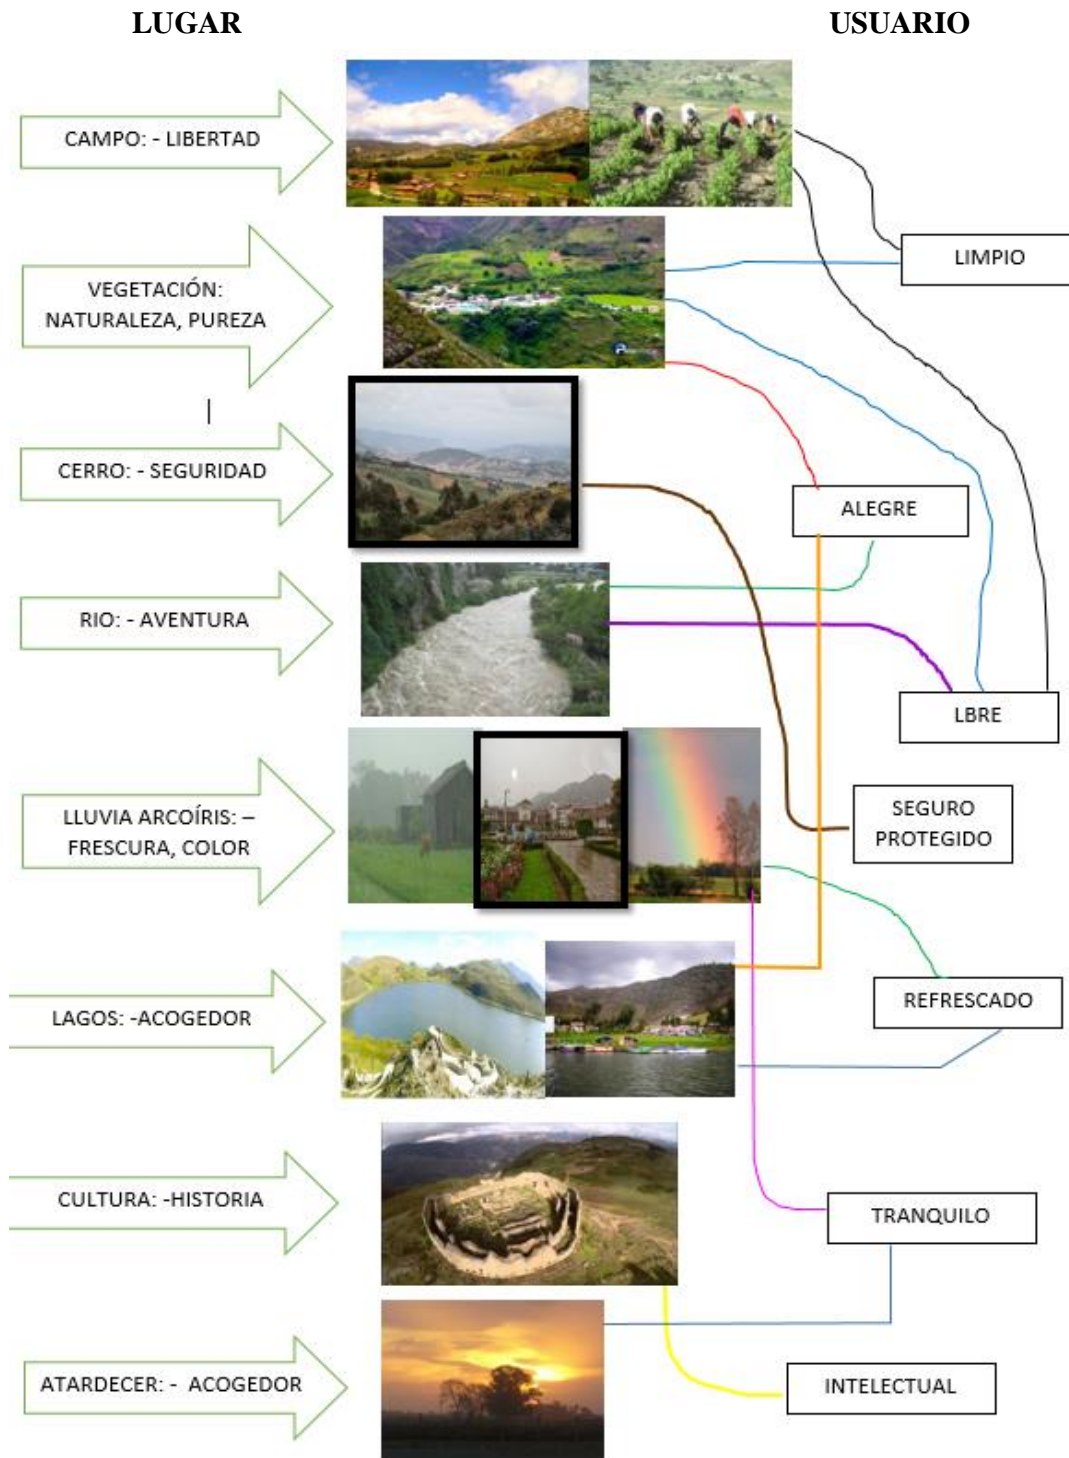 LUGAR
USUARIO
CAMPO: - LIBERTAD
LIMPIO
VEGETACIÓN:
NATURALEZA, PUREZA
CERRO: - SEGURIDAD
ALEGRE
RIO: - AVENTURA
LBRE
LLUVIA ARCOÍRIS: –
FRESCURA, COLOR
SEGURO
PROTEGIDO
LAGOS: -ACOGEDOR
REFRESCADO
CULTURA: -HISTORIA
TRANQUILO
ATARDECER: - ACOGEDOR
INTELECTUAL